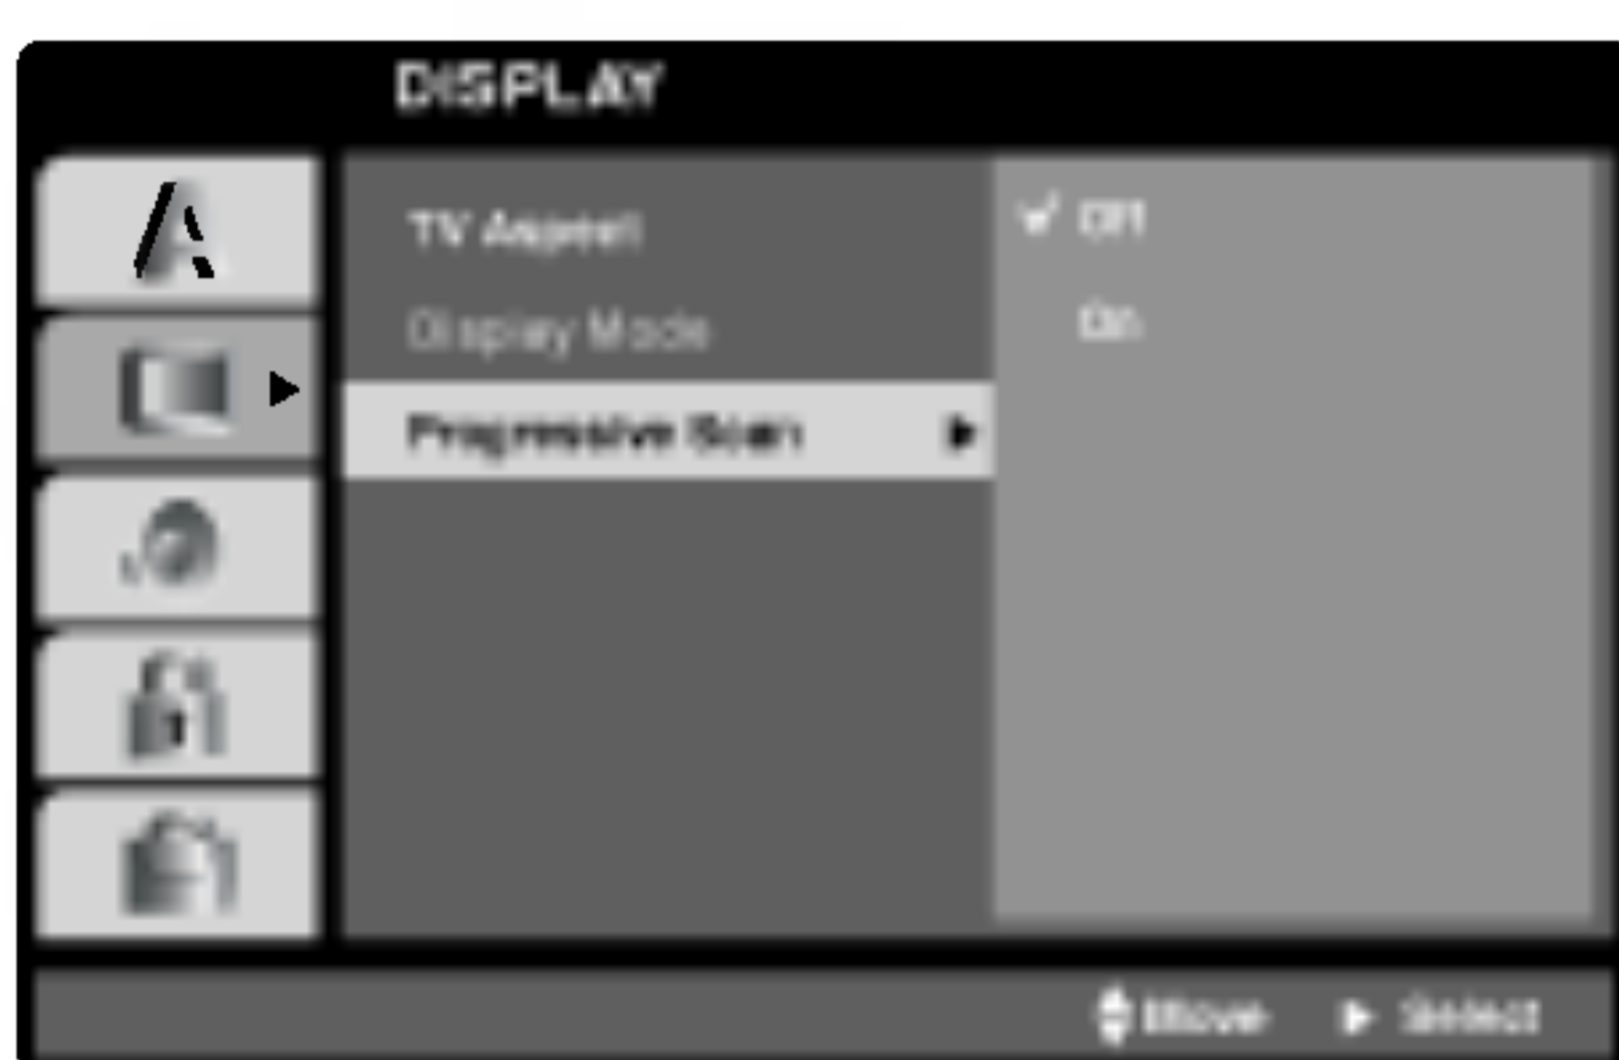 DISPLAY
A
TV Aspect
Display Mode
Progressive Scan
Off
On
Move
Select